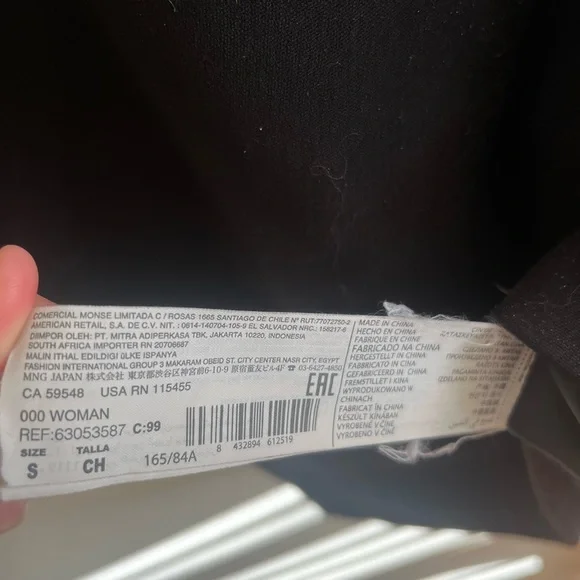 COMERCIAL MONSE LIMITADA C / ROSAS 1665 SANTIAGO DE CHILE Nº RUT:77072750-2
AMERICAN RETAIL, S.A. DE C.V. NIT. : 0614-140704-105-9 EL SALVADOR NRC.: 158217-6
DIIMPOR OLEH: PT. MITRA ADIPERKASA TBK. JAKARTA 10220, INDONESIA
SOUTH AFRICA IMPORTER RN 20706687
MALIN ITHAL EDILDIGI ÜLKE ISPANYA
FASHION INTERNATIONAL GROUP 3 MAKARAM OBEID ST. CITY CENTER NASR CITY, EGYPT
MNG JAPAN 株式会社 東京都渋谷区神宮前6-10-9 原宿董友ビル4F ☎ 03-6427-4850
CA 59548 USA RN 115455
EAC
000 WOMAN
REF:63053587 C:99
SIZE TALLA
S CH 165/84A
8 432894 612519
MADE IN CHINA
HECHO EN CHINA
FABRIQUE EN CHINE
FABRICADO NA CHINA
HERGESTELLT IN CHINA
FABBRICATO IN CINA
GEFABRICEERD IN CHINA
FREMSTILLET I KINA
WYPRODUKOWANO W
CHINACH
FABRICAT ÎN CHINA
KÉSZÜLT KÍNÁBAN
VYROBENO V ČÍNE
VYROBENO V ČÍNE